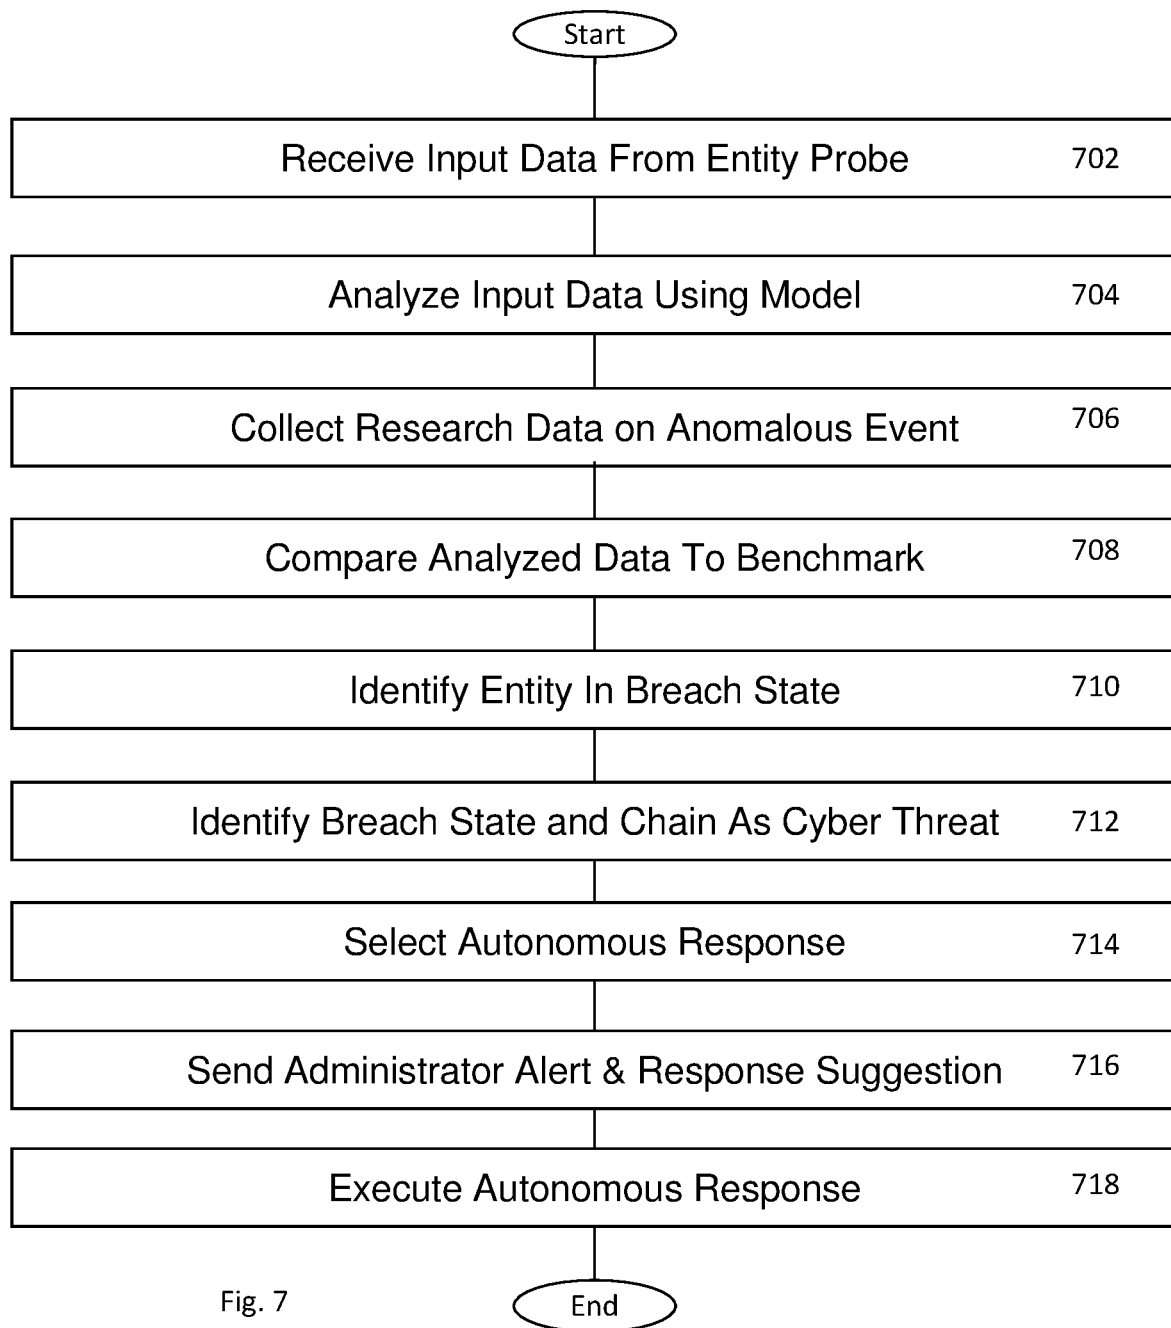 Start
Receive Input Data From Entity Probe 702
Analyze Input Data Using Model 704
Collect Research Data on Anomalous Event 706
Compare Analyzed Data To Benchmark 708
Identify Entity In Breach State 710
Identify Breach State and Chain As Cyber Threat 712
Select Autonomous Response 714
Send Administrator Alert & Response Suggestion 716
Execute Autonomous Response 718
Fig. 7
End